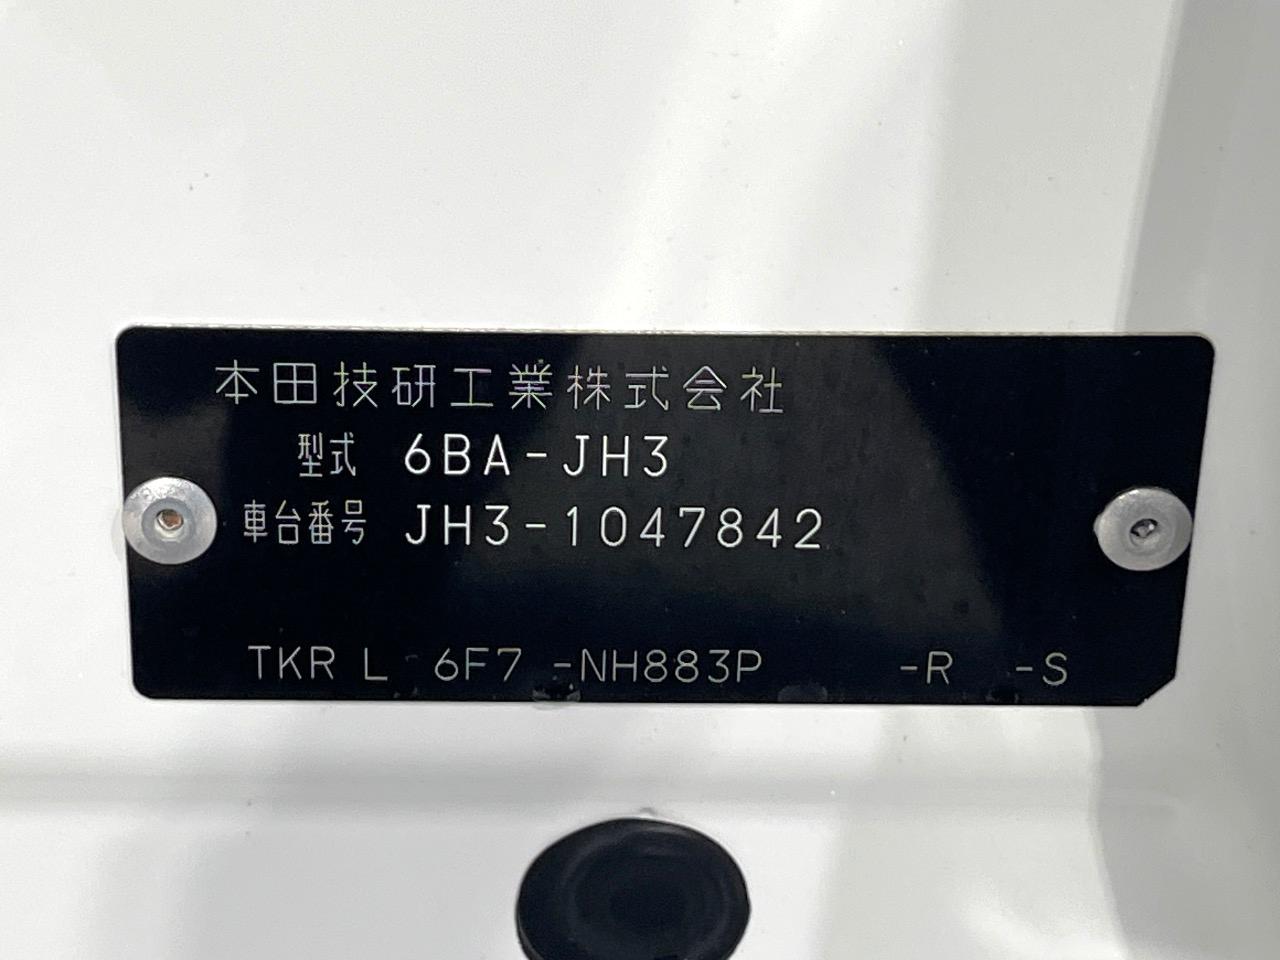 本田技研工業株式会社
型式 6BA-JH3
車台番号 JH3-1047842
TKR L 6F7 -NH883P -R -S